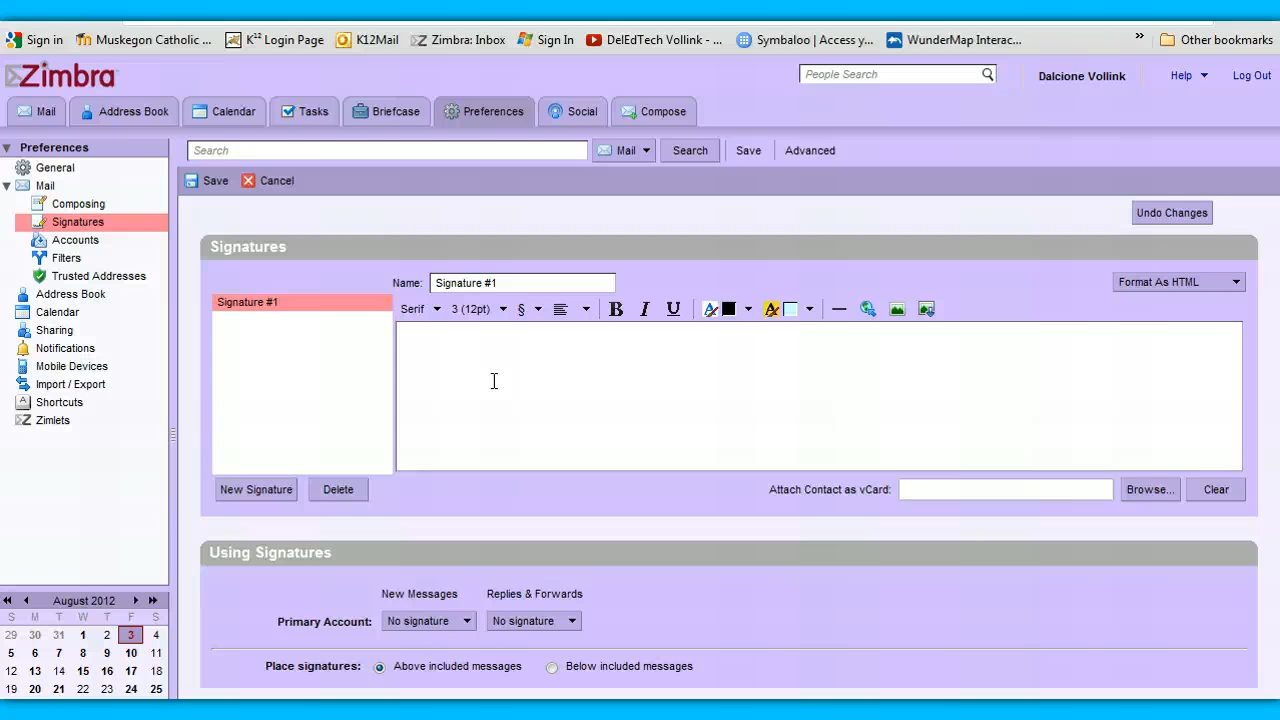 Sign in Muskegon Catholic ... K¹² Login Page K12Mail Zimbra: Inbox Sign In DelEdTech Vollink - ... Symbaloo | Access y... WunderMap Interac... » Other bookmarks
Zimbra People Search Dalcione Vollink Help Log Out
Mail Address Book Calendar Tasks Briefcase Preferences Social Compose
Preferences
General
Mail
Composing
Signatures
Accounts
Filters
Trusted Addresses
Address Book
Calendar
Sharing
Notifications
Mobile Devices
Import / Export
Shortcuts
Zimlets
August 2012
S M T W T F S
29 30 31 1 2 3 4
5 6 7 8 9 10 11
12 13 14 15 16 17 18
19 20 21 22 23 24 25
Search Mail Search Save Advanced
Save Cancel
Undo Changes
Signatures
Name: Signature #1 Format As HTML
Signature #1
Serif 3 (12pt) § B I U
New Signature Delete Attach Contact as vCard: Browse... Clear
Using Signatures
New Messages Replies & Forwards
Primary Account: No signature No signature
Place signatures: Above included messages Below included messages